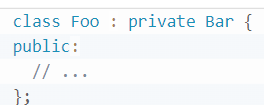 class Foo : private Bar {
public:
  // ...
};